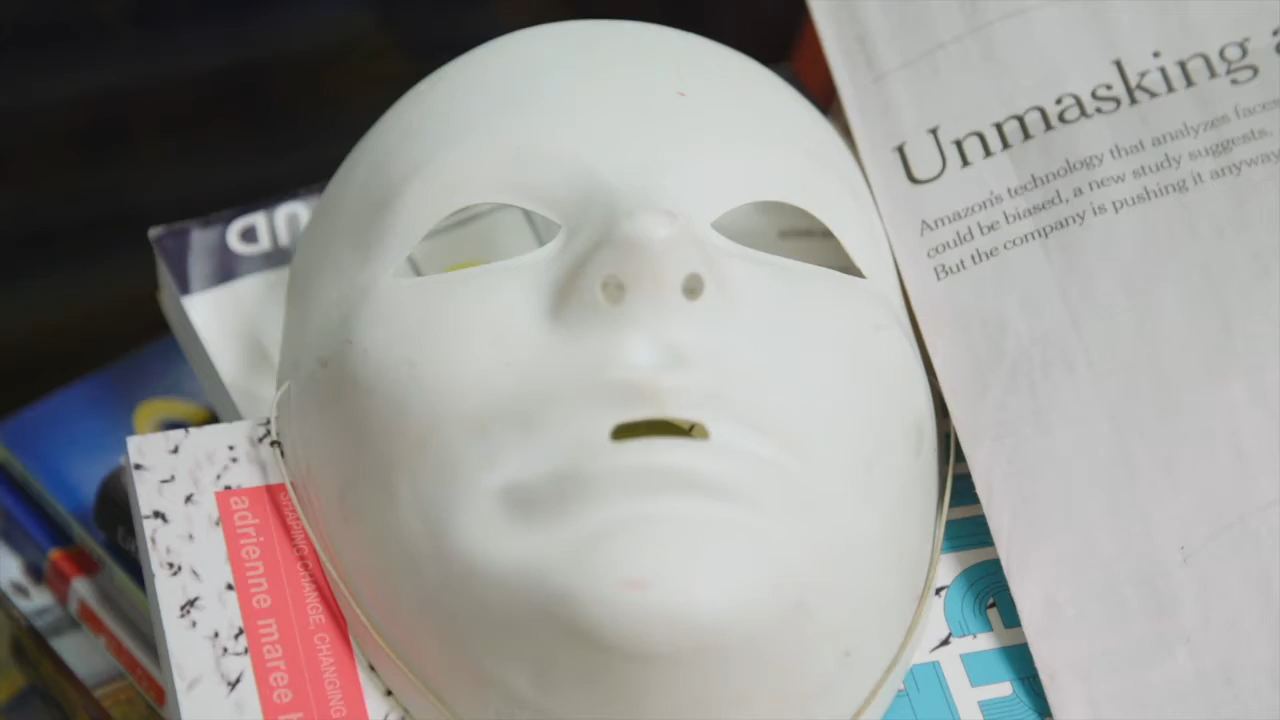 Unmasking
Amazon's technology that analyzes faces
could be biased, a new study suggests.
But the company is pushing it anyway
SHAPING CHANGE, CHANGING
adrienne maree